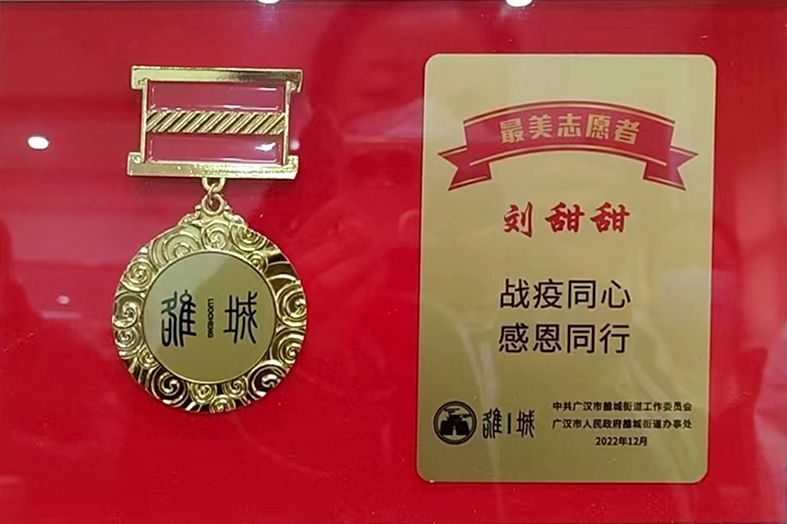 雒 LUOCHENG 城
最美志愿者
刘甜甜
战疫同心
感恩同行
雒城
中共广汉市雒城街道工作委员会
广汉市人民政府雒城街道办事处
2022年12月